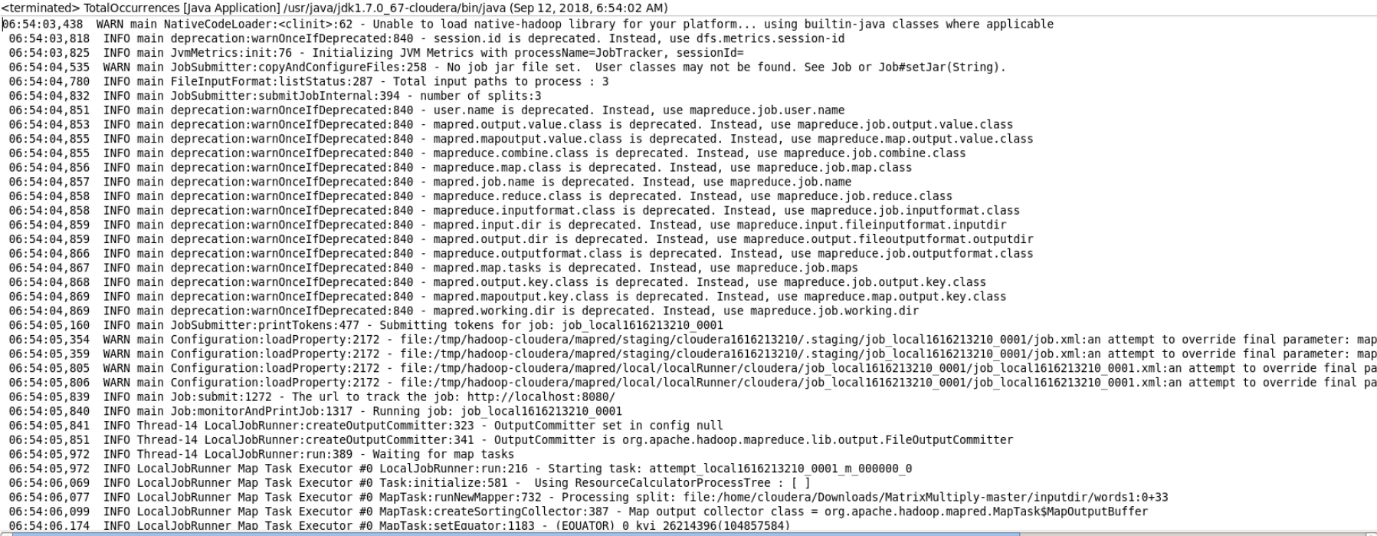 <terminated> TotalOccurrences [Java Application] /usr/java/jdk1.7.0_67-cloudera/bin/java (Sep 12, 2018, 6:54:02 AM)
06:54:03,438  WARN main NativeCodeLoader:<clinit>:62 - Unable to load native-hadoop library for your platform... using builtin-java classes where applicable
06:54:03,818  INFO main deprecation:warnOnceIfDeprecated:840 - session.id is deprecated. Instead, use dfs.metrics.session-id
06:54:03,825  INFO main JvmMetrics:init:76 - Initializing JVM Metrics with processName=JobTracker, sessionId=
06:54:04,535  WARN main JobSubmitter:copyAndConfigureFiles:258 - No job jar file set.  User classes may not be found. See Job or Job#setJar(String).
06:54:04,780  INFO main FileInputFormat:listStatus:287 - Total input paths to process : 3
06:54:04,832  INFO main JobSubmitter:submitJobInternal:394 - number of splits:3
06:54:04,851  INFO main deprecation:warnOnceIfDeprecated:840 - user.name is deprecated. Instead, use mapreduce.job.user.name
06:54:04,853  INFO main deprecation:warnOnceIfDeprecated:840 - mapred.output.value.class is deprecated. Instead, use mapreduce.job.output.value.class
06:54:04,855  INFO main deprecation:warnOnceIfDeprecated:840 - mapred.mapoutput.value.class is deprecated. Instead, use mapreduce.map.output.value.class
06:54:04,855  INFO main deprecation:warnOnceIfDeprecated:840 - mapreduce.combine.class is deprecated. Instead, use mapreduce.job.combine.class
06:54:04,856  INFO main deprecation:warnOnceIfDeprecated:840 - mapreduce.map.class is deprecated. Instead, use mapreduce.job.map.class
06:54:04,857  INFO main deprecation:warnOnceIfDeprecated:840 - mapred.job.name is deprecated. Instead, use mapreduce.job.name
06:54:04,858  INFO main deprecation:warnOnceIfDeprecated:840 - mapreduce.reduce.class is deprecated. Instead, use mapreduce.job.reduce.class
06:54:04,858  INFO main deprecation:warnOnceIfDeprecated:840 - mapreduce.inputformat.class is deprecated. Instead, use mapreduce.job.inputformat.class
06:54:04,859  INFO main deprecation:warnOnceIfDeprecated:840 - mapred.input.dir is deprecated. Instead, use mapreduce.input.fileinputformat.inputdir
06:54:04,859  INFO main deprecation:warnOnceIfDeprecated:840 - mapred.output.dir is deprecated. Instead, use mapreduce.output.fileoutputformat.outputdir
06:54:04,866  INFO main deprecation:warnOnceIfDeprecated:840 - mapreduce.outputformat.class is deprecated. Instead, use mapreduce.job.outputformat.class
06:54:04,867  INFO main deprecation:warnOnceIfDeprecated:840 - mapred.map.tasks is deprecated. Instead, use mapreduce.job.maps
06:54:04,868  INFO main deprecation:warnOnceIfDeprecated:840 - mapred.output.key.class is deprecated. Instead, use mapreduce.job.output.key.class
06:54:04,869  INFO main deprecation:warnOnceIfDeprecated:840 - mapred.mapoutput.key.class is deprecated. Instead, use mapreduce.map.output.key.class
06:54:04,869  INFO main deprecation:warnOnceIfDeprecated:840 - mapred.working.dir is deprecated. Instead, use mapreduce.job.working.dir
06:54:05,160  INFO main JobSubmitter:printTokens:477 - Submitting tokens for job: job_local1616213210_0001
06:54:05,354  WARN main Configuration:loadProperty:2172 - file:/tmp/hadoop-cloudera/mapred/staging/cloudera1616213210/.staging/job_local1616213210_0001/job.xml:an attempt to override final parameter: map
06:54:05,359  WARN main Configuration:loadProperty:2172 - file:/tmp/hadoop-cloudera/mapred/staging/cloudera1616213210/.staging/job_local1616213210_0001/job.xml:an attempt to override final parameter: map
06:54:05,805  WARN main Configuration:loadProperty:2172 - file:/tmp/hadoop-cloudera/mapred/local/localRunner/cloudera/job_local1616213210_0001/job_local1616213210_0001.xml:an attempt to override final pa
06:54:05,806  WARN main Configuration:loadProperty:2172 - file:/tmp/hadoop-cloudera/mapred/local/localRunner/cloudera/job_local1616213210_0001/job_local1616213210_0001.xml:an attempt to override final pa
06:54:05,839  INFO main Job:submit:1272 - The url to track the job: http://localhost:8080/
06:54:05,840  INFO main Job:monitorAndPrintJob:1317 - Running job: job_local1616213210_0001
06:54:05,841  INFO Thread-14 LocalJobRunner:createOutputCommitter:323 - OutputCommitter set in config null
06:54:05,851  INFO Thread-14 LocalJobRunner:createOutputCommitter:341 - OutputCommitter is org.apache.hadoop.mapreduce.lib.output.FileOutputCommitter
06:54:05,972  INFO Thread-14 LocalJobRunner:run:389 - Waiting for map tasks
06:54:05,972  INFO LocalJobRunner Map Task Executor #0 LocalJobRunner:run:216 - Starting task: attempt_local1616213210_0001_m_000000_0
06:54:06,069  INFO LocalJobRunner Map Task Executor #0 Task:initialize:581 -  Using ResourceCalculatorProcessTree : [ ]
06:54:06,077  INFO LocalJobRunner Map Task Executor #0 MapTask:runNewMapper:732 - Processing split: file:/home/cloudera/Downloads/MatrixMultiply-master/inputdir/words1:0+33
06:54:06,099  INFO LocalJobRunner Map Task Executor #0 MapTask:createSortingCollector:387 - Map output collector class = org.apache.hadoop.mapred.MapTask$MapOutputBuffer
06:54:06,174  INFO LocalJobRunner Map Task Executor #0 MapTask:setEquator:1183 - (EQUATOR) 0 kvi 26214396(104857584)